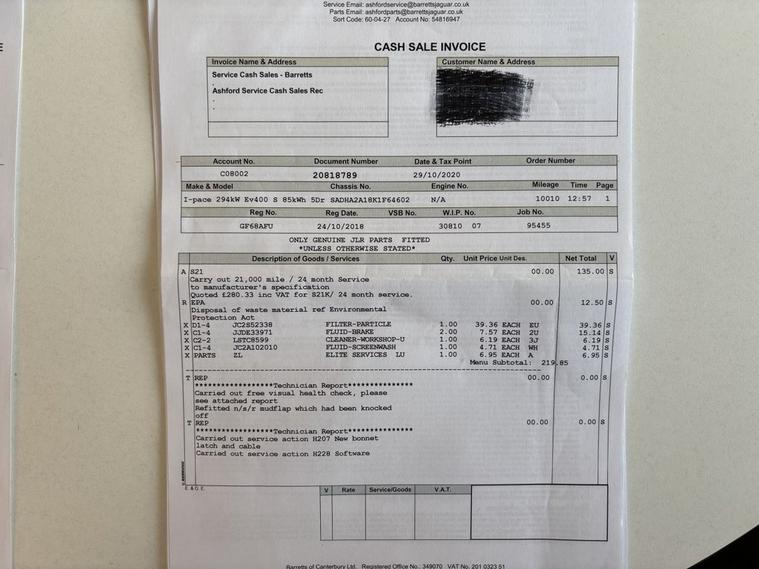 Service Email: ashfordservice@barrettsjaguar.co.uk
Parts Email: ashfordparts@barrettsjaguar.co.uk
Sort Code: 60-04-27 Account No: 54816947
CASH SALE INVOICE
Invoice Name & Address
Customer Name & Address
Service Cash Sales - Barretts
.
Ashford Service Cash Sales Rec
.
.
Account No. Document Number Date & Tax Point Order Number
C08002 20818789 29/10/2020
Make & Model Chassis No. Engine No. Mileage Time Page
I-pace 294kW Ev400 S 85kWh 5Dr SADHA2A18K1F64602 N/A 10010 12:57 1
Reg No. Reg Date. VSB No. W.I.P. No. Job No.
GF68AFU 24/10/2018 30810 07 95455
ONLY GENUINE JLR PARTS FITTED
*UNLESS OTHERWISE STATED*
Description of Goods / Services Qty. Unit Price Unit Des. Net Total V
A S21 00.00 135.00 S
Carry out 21,000 mile / 24 month Service
to manufacturer's specification
Quoted £280.33 inc VAT for S21K/ 24 month service.
R EPA 00.00 12.50 S
Disposal of waste material ref Environmental
Protection Act
X D1-4 JC2S52338 FILTER-PARTICLE 1.00 39.36 EACH EU 39.36 S
X C1-4 JJDE33971 FLUID-BRAKE 2.00 7.57 EACH 2U 15.14 S
X C2-2 LSTC8599 CLEANER-WORKSHOP-U 1.00 6.19 EACH 3J 6.19 S
X C1-4 JC2A102010 FLUID-SCREENWASH 1.00 4.71 EACH WH 4.71 S
X PARTS ZL ELITE SERVICES LU 1.00 6.95 EACH A 6.95 S
Menu Subtotal: 219.85
T REP 00.00 0.00 S
******************Technician Report***************
Carried out free visual health check, please
see attached report
Refitted n/s/r mudflap which had been knocked
off
T REP 00.00 0.00 S
******************Technician Report***************
Carried out service action H207 New bonnet
latch and cable
Carried out service action H228 Software
E. & O. E.
V Rate Service/Goods V.A.T.
Barretts of Canterbury Ltd. Registered Office No. 349070 VAT No. 201 0323 51